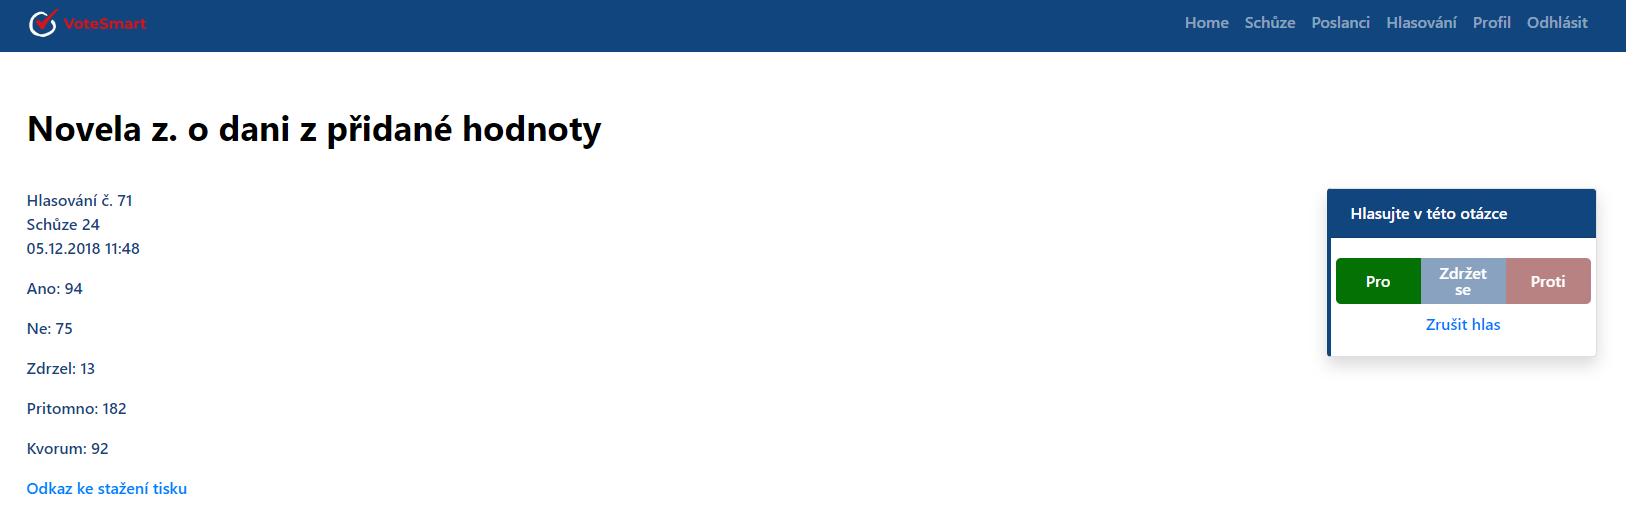 VoteSmart
Home Schůze Poslanci Hlasování Profil Odhlásit
Novela z. o dani z přidané hodnoty
Hlasování č. 71
Schůze 24
05.12.2018 11:48
Ano: 94
Ne: 75
Zdrzel: 13
Pritomno: 182
Kvorum: 92
Odkaz ke stažení tisku
Hlasujte v této otázce
Pro
Zdržet
se
Proti
Zrušit hlas